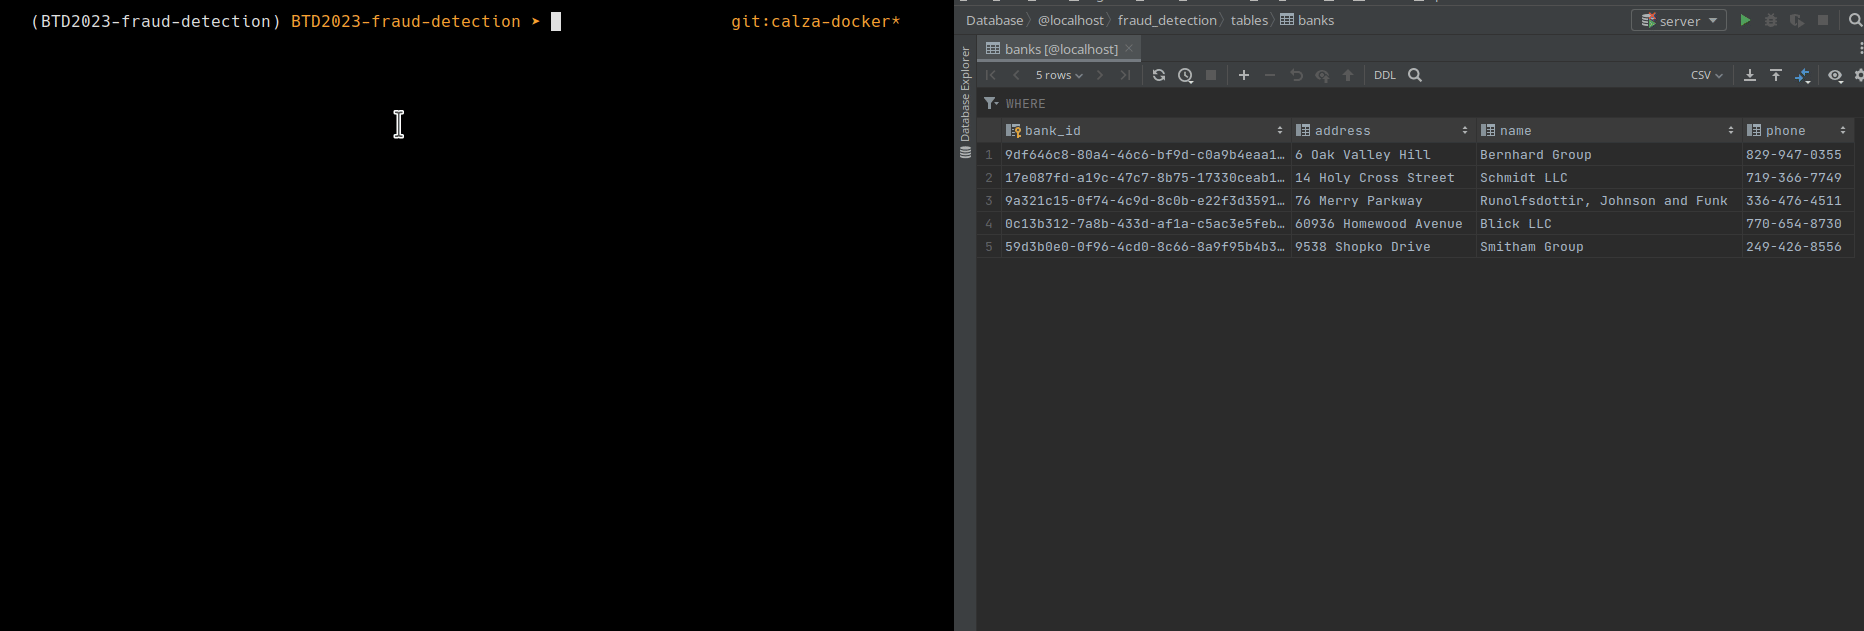 (BTD2023-fraud-detection) BTD2023-fraud-detection ➤ git:calza-docker*
Database @localhost fraud_detection tables banks server
banks [@localhost]
5 rows DDL CSV
Database Explorer
WHERE
bank_id address name phone
1 9df646c8-80a4-46c6-bf9d-c0a9b4eaa1… 6 Oak Valley Hill Bernhard Group 829-947-0355
2 17e087fd-a19c-47c7-8b75-17330ceab1… 14 Holy Cross Street Schmidt LLC 719-366-7749
3 9a321c15-0f74-4c9d-8c0b-e22f3d3591… 76 Merry Parkway Runolfsdottir, Johnson and Funk 336-476-4511
4 0c13b312-7a8b-433d-af1a-c5ac3e5feb… 60936 Homewood Avenue Blick LLC 770-654-8730
5 59d3b0e0-0f96-4cd0-8c66-8a9f95b4b3… 9538 Shopko Drive Smitham Group 249-426-8556